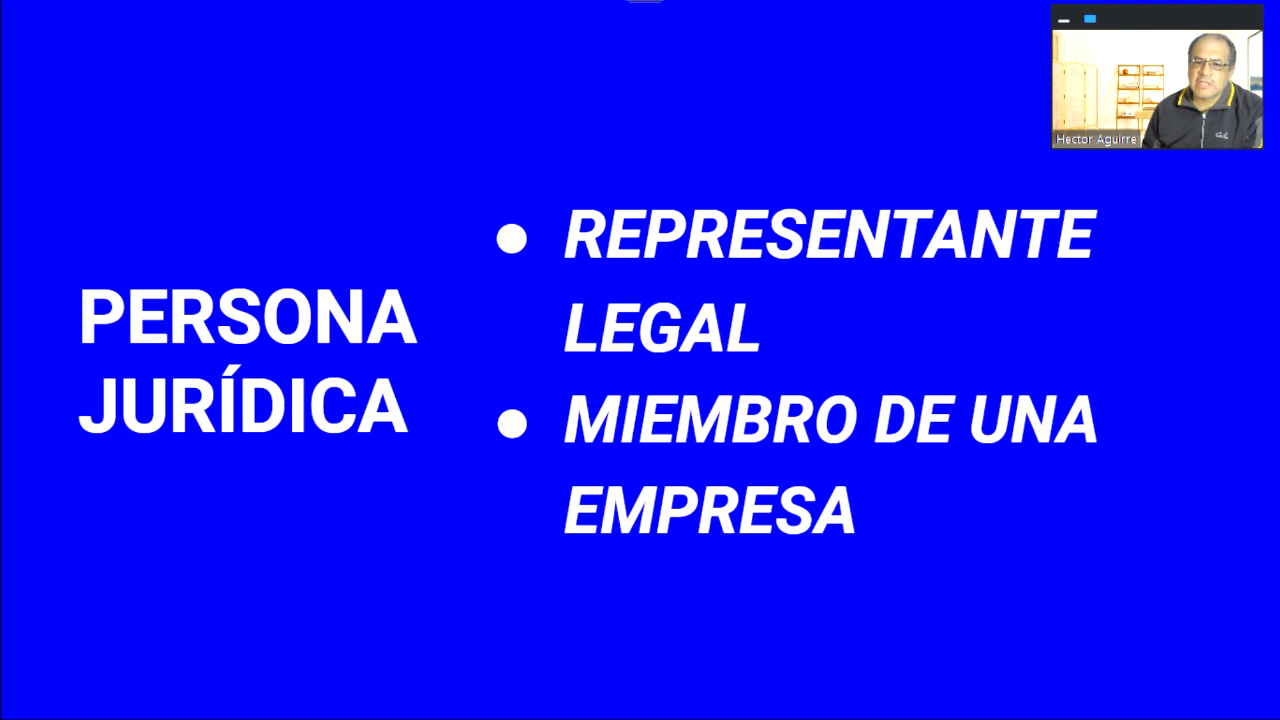 Hector Aguirre
PERSONA
JURÍDICA
● REPRESENTANTE
LEGAL
● MIEMBRO DE UNA
EMPRESA